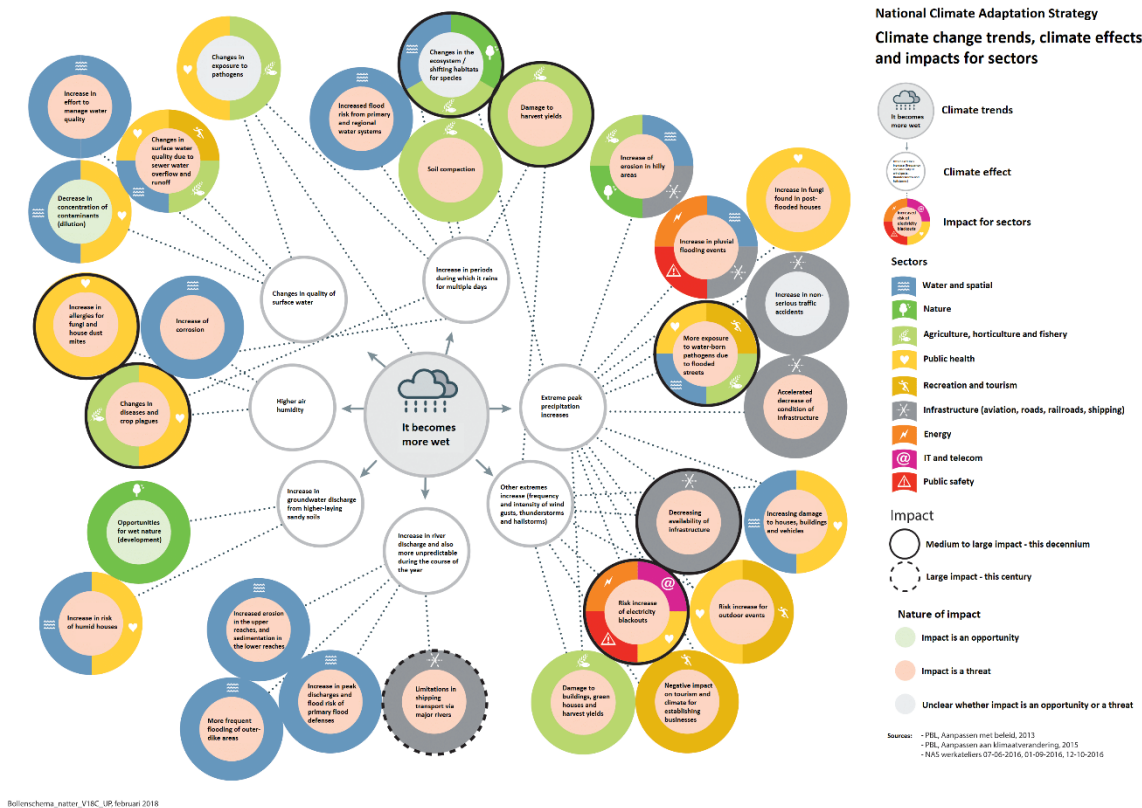 National Climate Adaptation Strategy
Climate change trends, climate effects
and impacts for sectors
It becomes
more wet
Climate trends
Climate effect
Increased
risk of
electricity
blackouts
Impact for sectors
Sectors
Water and spatial
Nature
Agriculture, horticulture and fishery
Public health
Recreation and tourism
Infrastructure (aviation, roads, railroads, shipping)
Energy
@
IT and telecom
Public safety
Impact
Medium to large impact - this decennium
Large impact - this century
Nature of impact
Impact is an opportunity
Impact is a threat
Unclear whether impact is an opportunity or a threat
Sources:
- PBL, Aanpassen met beleid, 2013
- PBL, Aanpassen aan klimaatverandering, 2015
- NAS werkateliers 07-06-2016, 01-09-2016, 12-10-2016
Changes in
exposure to
pathogens
Increase in
effort to
manage water
quality
Changes in
surface water
quality due to
sewer water
overflow and
runoff
Decrease in
concentration of
contaminants
(dilution)
Increased flood
risk from primary
and regional
water systems
Changes in the
ecosystem /
shifting habitats
for species
Damage to
harvest yields
Soil compaction
Increase of
erosion in hilly
areas
Increase in fungi
found in post-
flooded houses
Increase in pluvial
flooding events
Increase in non-
serious traffic
accidents
More exposure
to water-born
pathogens due
to flooded
streets
Accelerated
decrease of
condition of
infrastructure
Changes in quality of
surface water
Increase in periods
during which it rains
for multiple days
Increase in
allergies for
fungi and
house dust
mites
Increase of
corrosion
Changes in
diseases and
crop plagues
Higher air
humidity
It becomes
more wet
Extreme peak
precipitation
increases
Increase in
groundwater discharge
from higher-laying
sandy soils
Other extremes
increase (frequency
and intensity of wind
gusts, thunderstorms
and hailstorms)
Increase in river
discharge and also
more unpredictable
during the course of
the year
Opportunities
for wet nature
(development)
Increase in risk
of humid houses
Decreasing
availability of
infrastructure
Increasing damage
to houses, buildings
and vehicles
@
Risk increase
of electricity
blackouts
Risk increase for
outdoor events
Increased erosion
in the upper
reaches, and
sedimentation in
the lower reaches
Increase in peak
discharges and
flood risk of
primary flood
defenses
Limitations in
shipping
transport via
major rivers
More frequent
flooding of outer-
dike areas
Damage to
buildings, green
houses and
harvest yields
Negative impact
on tourism and
climate for
establishing
businesses
Bollenschema_natter_V18C_UP, februari 2018